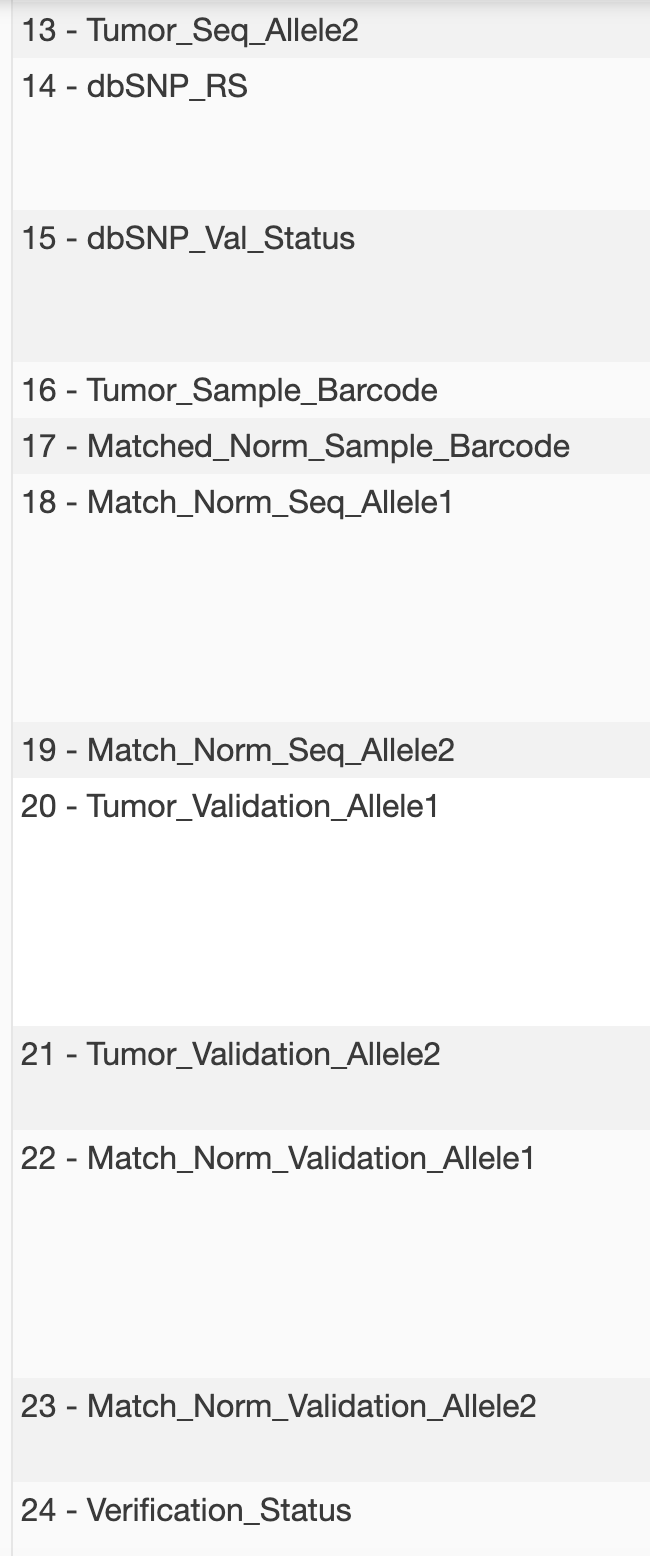 13 - Tumor_Seq_Allele2
14 - dbSNP_RS
15 - dbSNP_Val_Status
16 - Tumor_Sample_Barcode
17 - Matched_Norm_Sample_Barcode
18 - Match_Norm_Seq_Allele1
19 - Match_Norm_Seq_Allele2
20 - Tumor_Validation_Allele1
21 - Tumor_Validation_Allele2
22 - Match_Norm_Validation_Allele1
23 - Match_Norm_Validation_Allele2
24 - Verification_Status